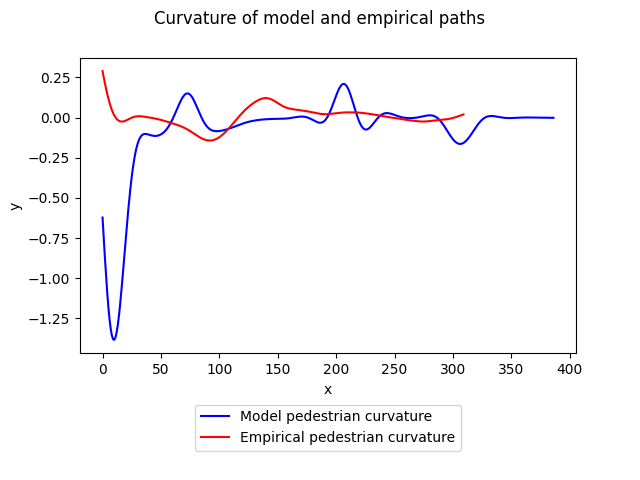 Curvature of model and empirical paths
0.25
0.00
−0.25
−0.50
−0.75
−1.00
−1.25
y
0 50 100 150 200 250 300 350 400
x
Model pedestrian curvature
Empirical pedestrian curvature